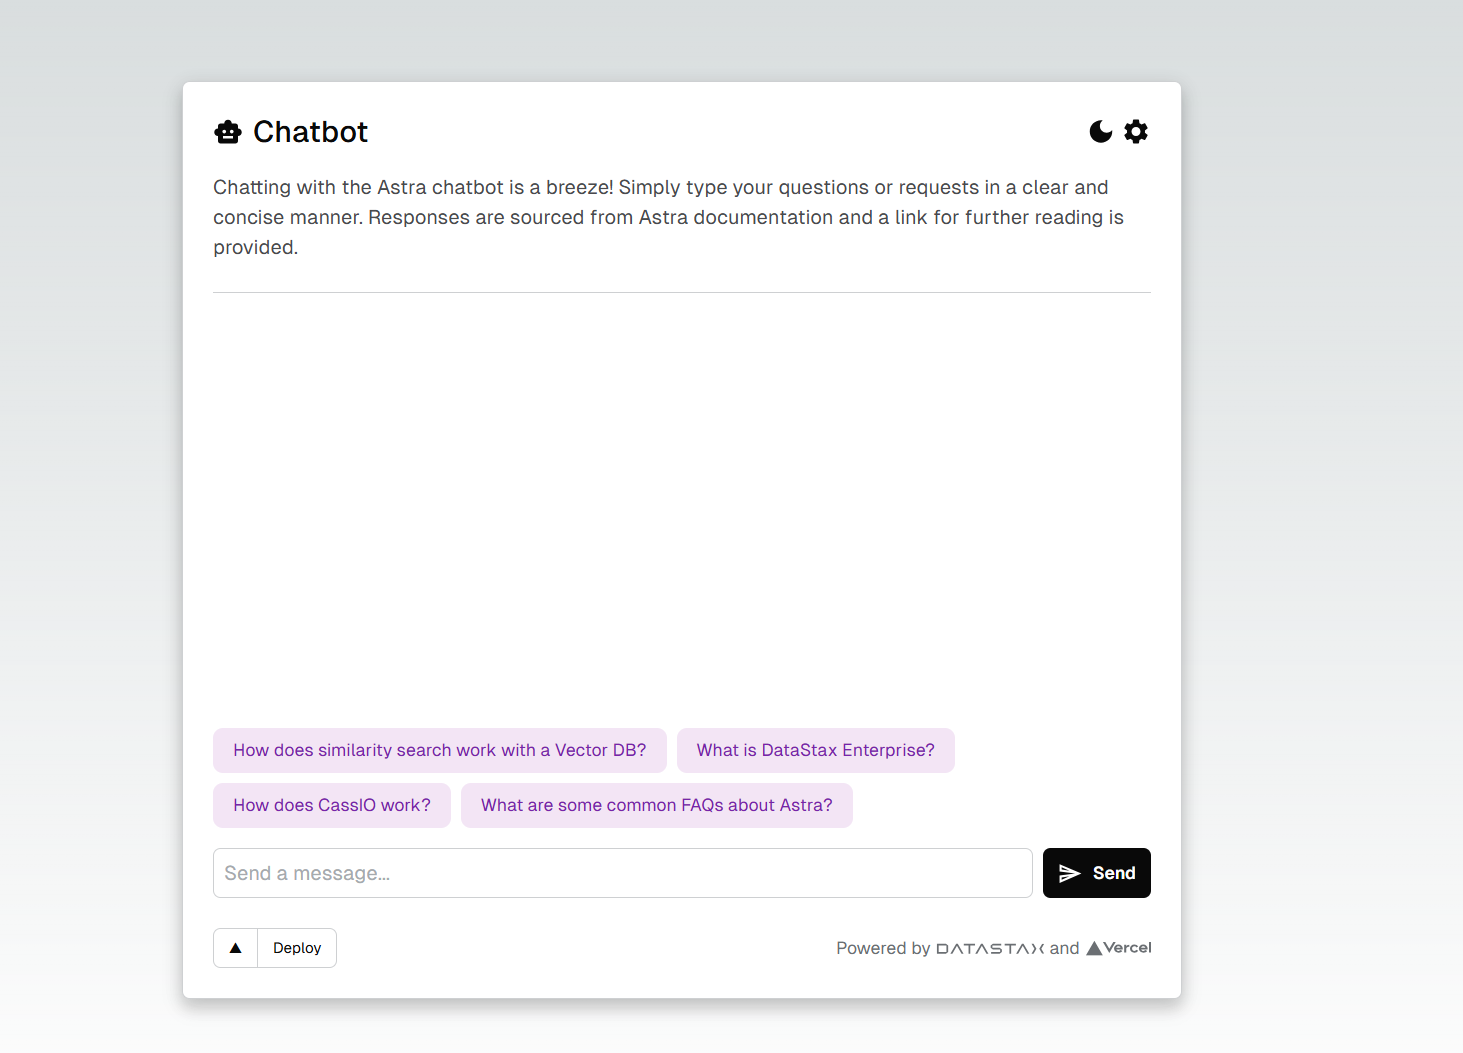 Chatbot
Chatting with the Astra chatbot is a breeze! Simply type your questions or requests in a clear and
concise manner. Responses are sourced from Astra documentation and a link for further reading is
provided.
How does similarity search work with a Vector DB?
What is DataStax Enterprise?
How does CassIO work?
What are some common FAQs about Astra?
Send a message...
Send
Deploy
Powered by DATASTAX and Vercel